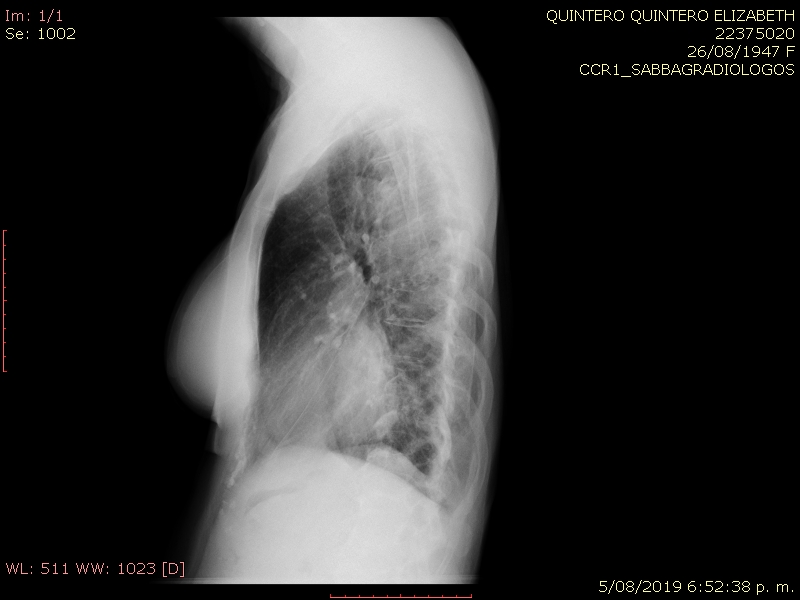 Im: 1/1
Se: 1002
QUINTERO QUINTERO ELIZABETH
22375020
26/08/1947 F
CCR1_SABBAGRADIOLOGOS
WL: 511 WW: 1023 [D]
5/08/2019 6:52:38 p. m.